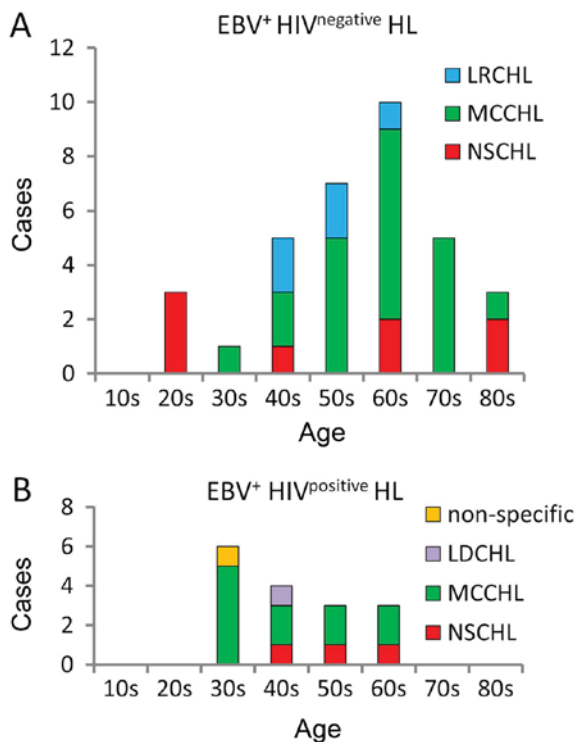 A
EBV+ HIVnegative HL
12
10
8
6
4
2
0
Cases
LRCHL
MCCHL
NSCHL
10s 20s 30s 40s 50s 60s 70s 80s
Age
B
EBV+ HIVpositive HL
8
6
4
2
0
Cases
non-specific
LDCHL
MCCHL
NSCHL
10s 20s 30s 40s 50s 60s 70s 80s
Age